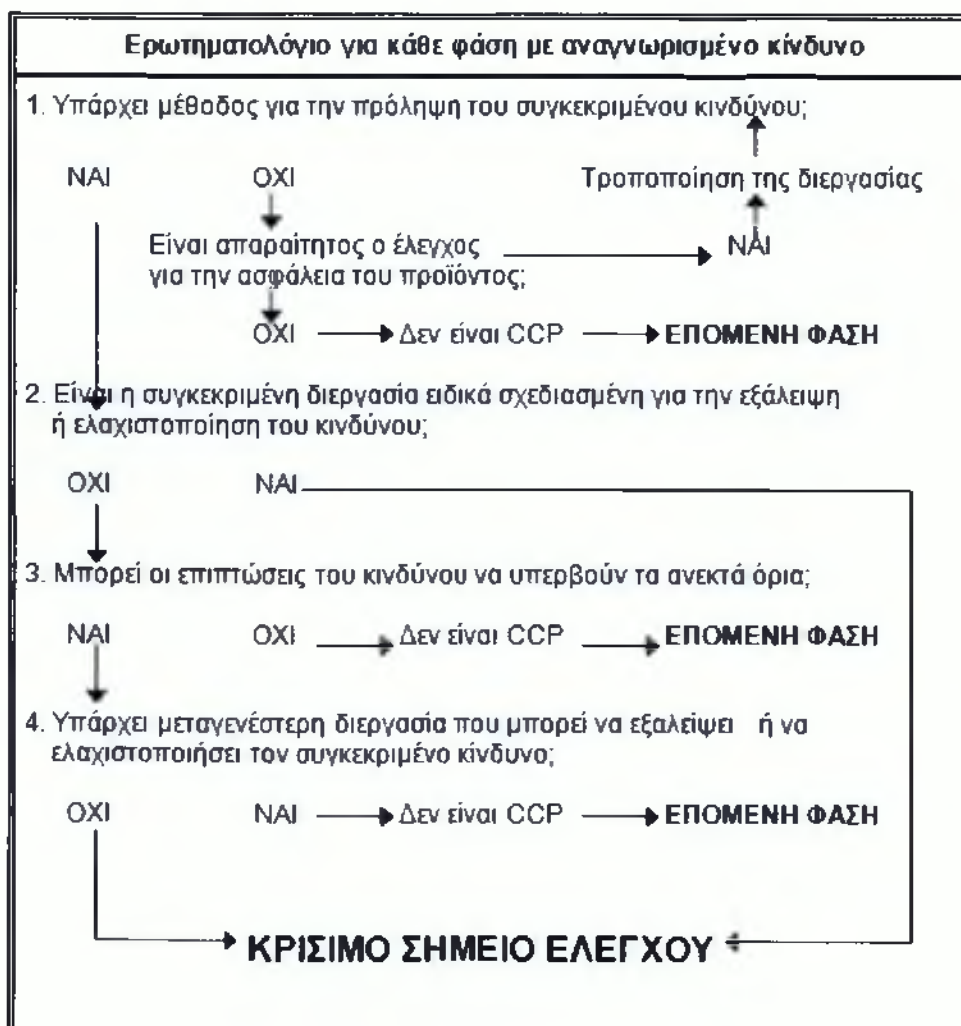 Ερωτηματολόγιο για κάθε φάση με αναγνωρισμένο κίνδυνο
1. Υπάρχει μέθοδος για την πρόληψη του συγκεκριμένου κινδύνου;
ΝΑΙ ΟΧΙ Τροποποίηση της διεργασίας
Είναι απαραίτητος ο έλεγχος ΝΑΙ
για την ασφάλεια του προϊόντος;
ΟΧΙ Δεν είναι CCP ΕΠΟΜΕΝΗ ΦΑΣΗ
2. Είναι η συγκεκριμένη διεργασία ειδικά σχεδιασμένη για την εξάλειψη
ή ελαχιστοποίηση του κινδύνου;
ΟΧΙ ΝΑΙ
3. Μπορεί οι επιπτώσεις του κινδύνου να υπερβούν τα ανεκτά όρια;
ΝΑΙ ΟΧΙ Δεν είναι CCP ΕΠΟΜΕΝΗ ΦΑΣΗ
4. Υπάρχει μεταγενέστερη διεργασία που μπορεί να εξαλείψει ή να
ελαχιστοποιήσει τον συγκεκριμένο κίνδυνο;
ΟΧΙ ΝΑΙ Δεν είναι CCP ΕΠΟΜΕΝΗ ΦΑΣΗ
ΚΡΙΣΙΜΟ ΣΗΜΕΙΟ ΕΛΕΓΧΟΥ